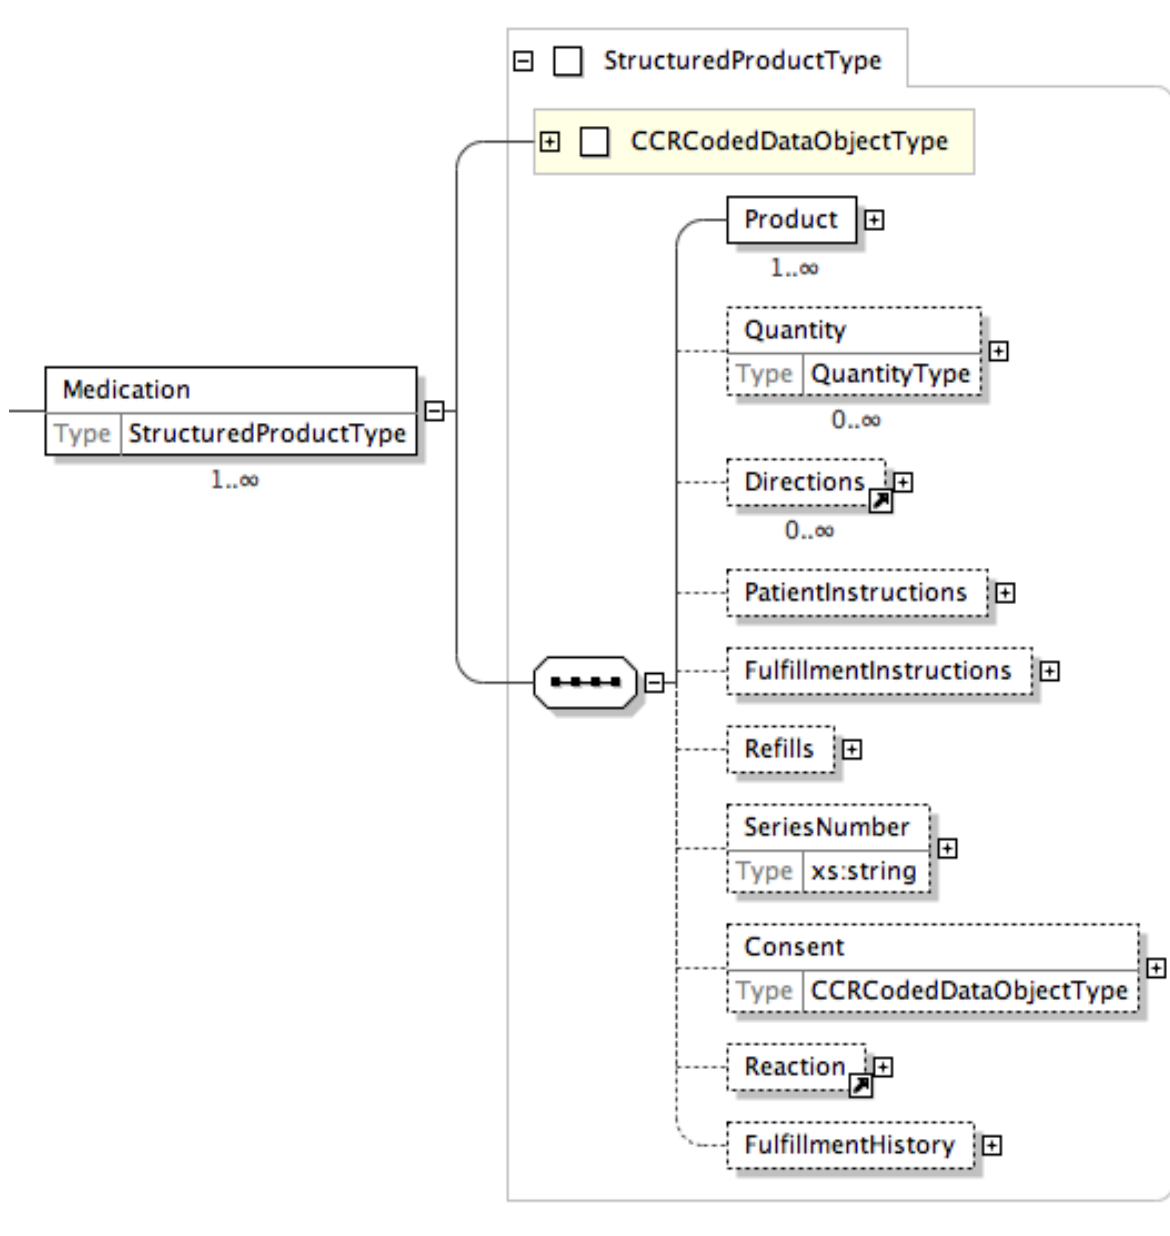 StructuredProductType
CCRCodedDataObjectType
Product
1..∞
Quantity
Type QuantityType
0..∞
Medication
Type StructuredProductType
1..∞
Directions
0..∞
PatientInstructions
FulfillmentInstructions
Refills
SeriesNumber
Type xs:string
Consent
Type CCRCodedDataObjectType
Reaction
FulfillmentHistory